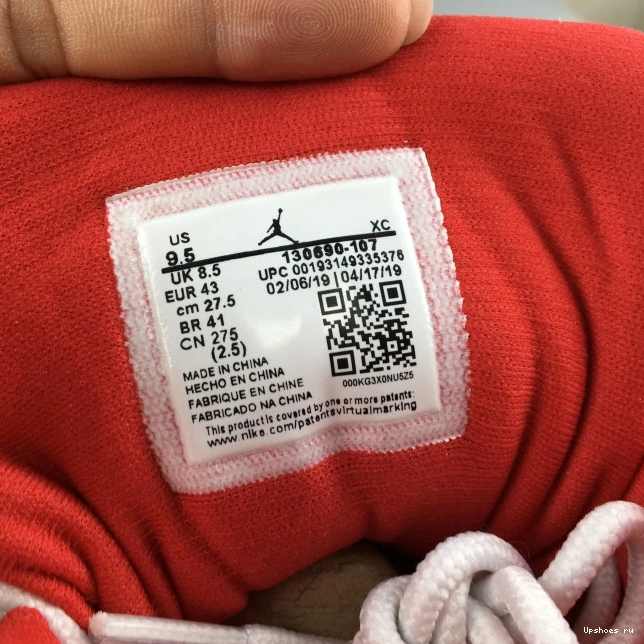 US XC
9.5 130690-107
UK 8.5 UPC 00193149335376
EUR 43 02/06/19 | 04/17/19
cm 27.5
BR 41
CN 275
(2.5)
000KG3X0NU5Z5
MADE IN CHINA
HECHO EN CHINA
FABRIQUE EN CHINE
FABRICADO NA CHINA
This product is covered by one or more patents:
www.nike.com/patentsvirtualmarking
Upshoes ru